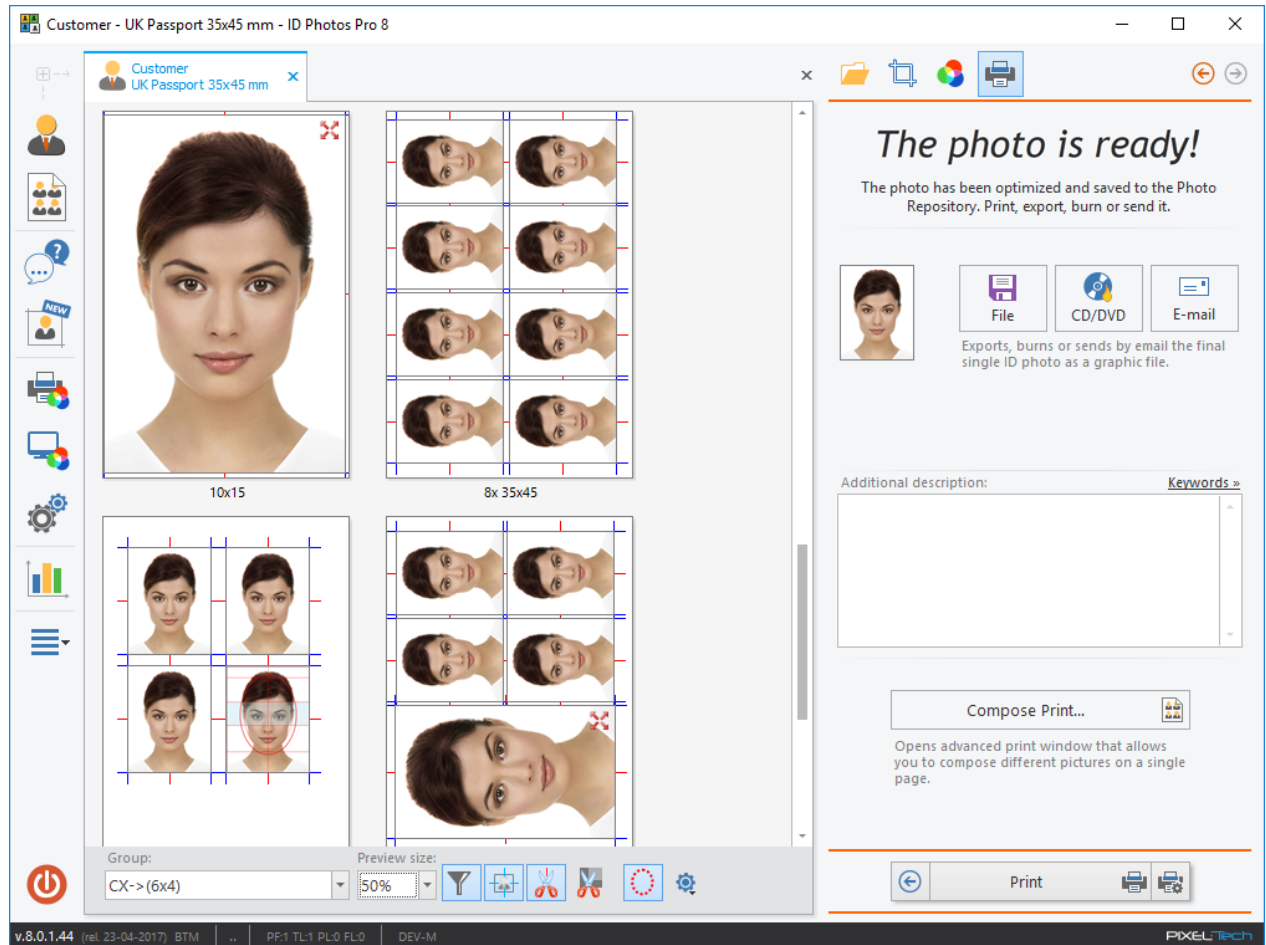 Customer - UK Passport 35x45 mm - ID Photos Pro 8
Customer
UK Passport 35x45 mm
The photo is ready!
The photo has been optimized and saved to the Photo
Repository. Print, export, burn or send it.
?
NEW
File
CD/DVD
E-mail
Exports, burns or sends by email the final
single ID photo as a graphic file.
10x15
8x 35x45
Additional description:
Keywords »
Compose Print...
Opens advanced print window that allows
you to compose different pictures on a single
page.
Group:
Preview size:
CX->(6x4)
50%
Print
v.8.0.1.44 (rel. 23-04-2017) BTM
..
PF:1 TL:1 PL:0 FL:0
DEV-M
PIXEL-Tech